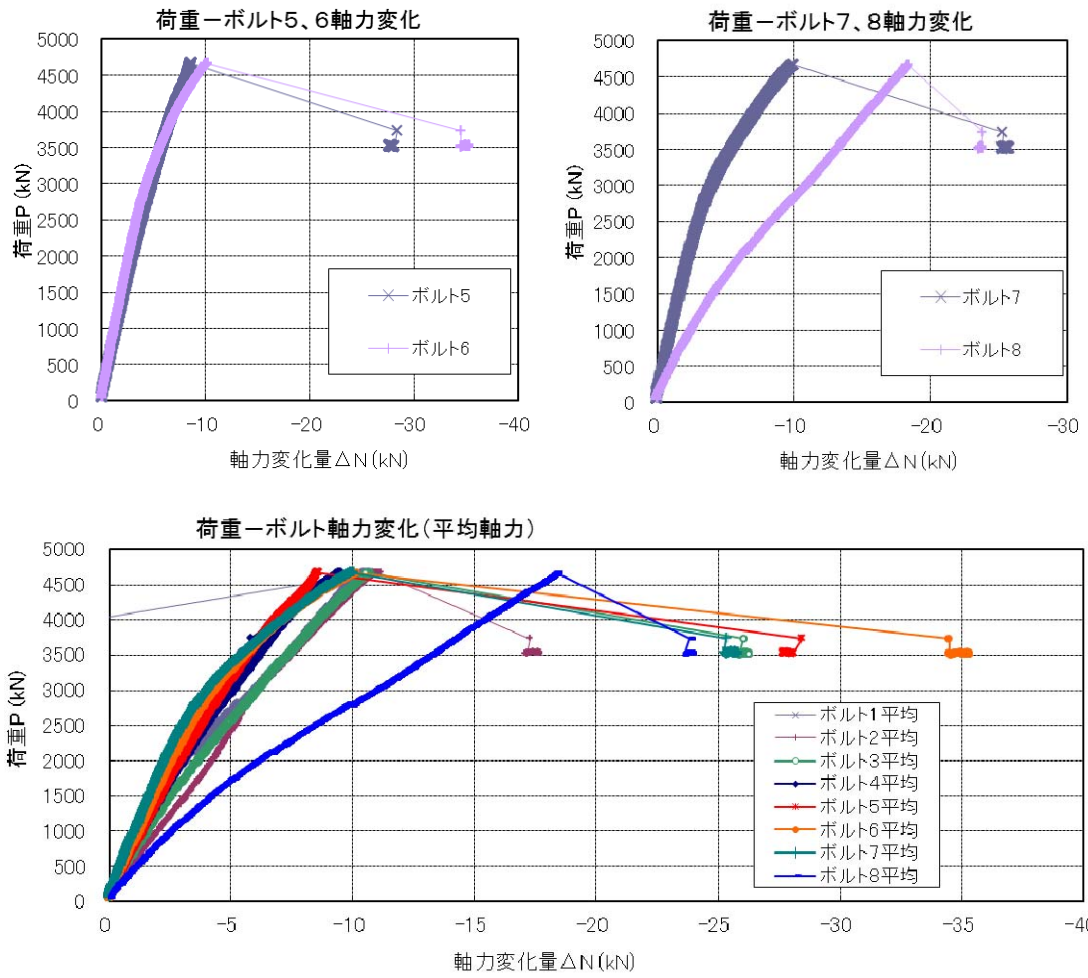 荷重－ボルト5、6軸力変化
5000
4500
4000
3500
3000
2500
2000
1500
1000
500
0
荷重P(kN)
0 -10 -20 -30 -40
軸力変化量ΔN(kN)
ボルト5
ボルト6
荷重－ボルト7、8軸力変化
5000
4500
4000
3500
3000
2500
2000
1500
1000
500
0
荷重P(kN)
0 -10 -20 -30
軸力変化量ΔN(kN)
ボルト7
ボルト8
荷重－ボルト軸力変化(平均軸力)
5000
4500
4000
3500
3000
2500
2000
1500
1000
500
0
荷重P(kN)
0 -5 -10 -15 -20 -25 -30 -35 -40
軸力変化量ΔN(kN)
ボルト1平均
ボルト2平均
ボルト3平均
ボルト4平均
ボルト5平均
ボルト6平均
ボルト7平均
ボルト8平均